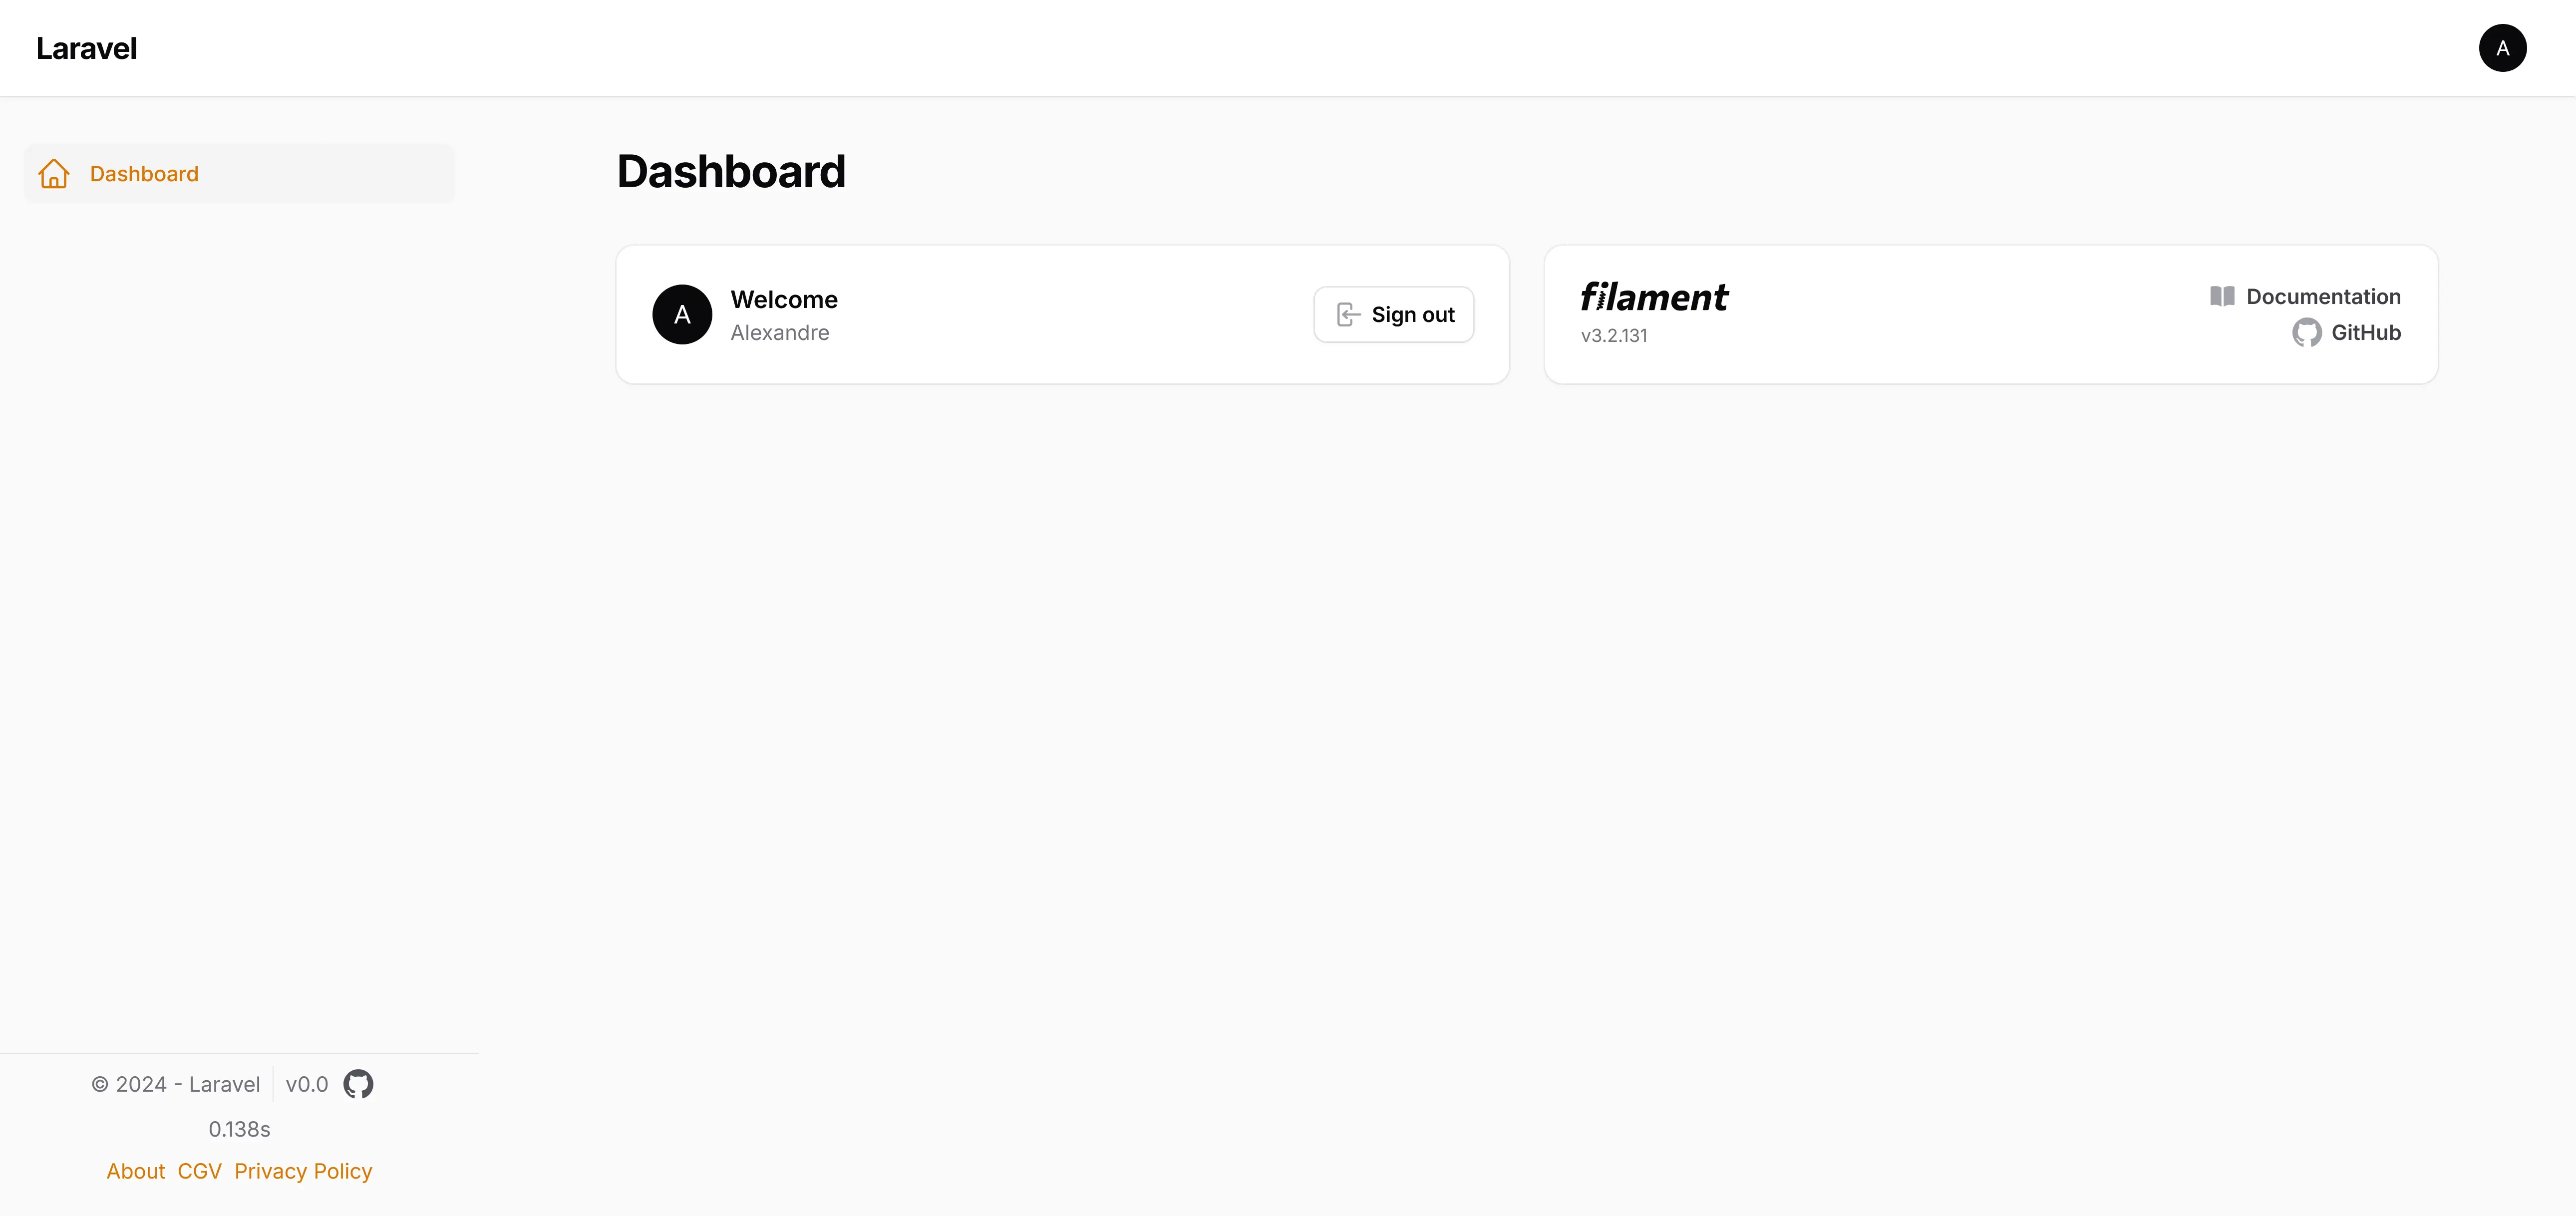 Laravel
A
Dashboard
Dashboard
A
Welcome
Alexandre
Sign out
filament
v3.2.131
Documentation
GitHub
© 2024 - Laravel
v0.0
0.138s
About CGV Privacy Policy